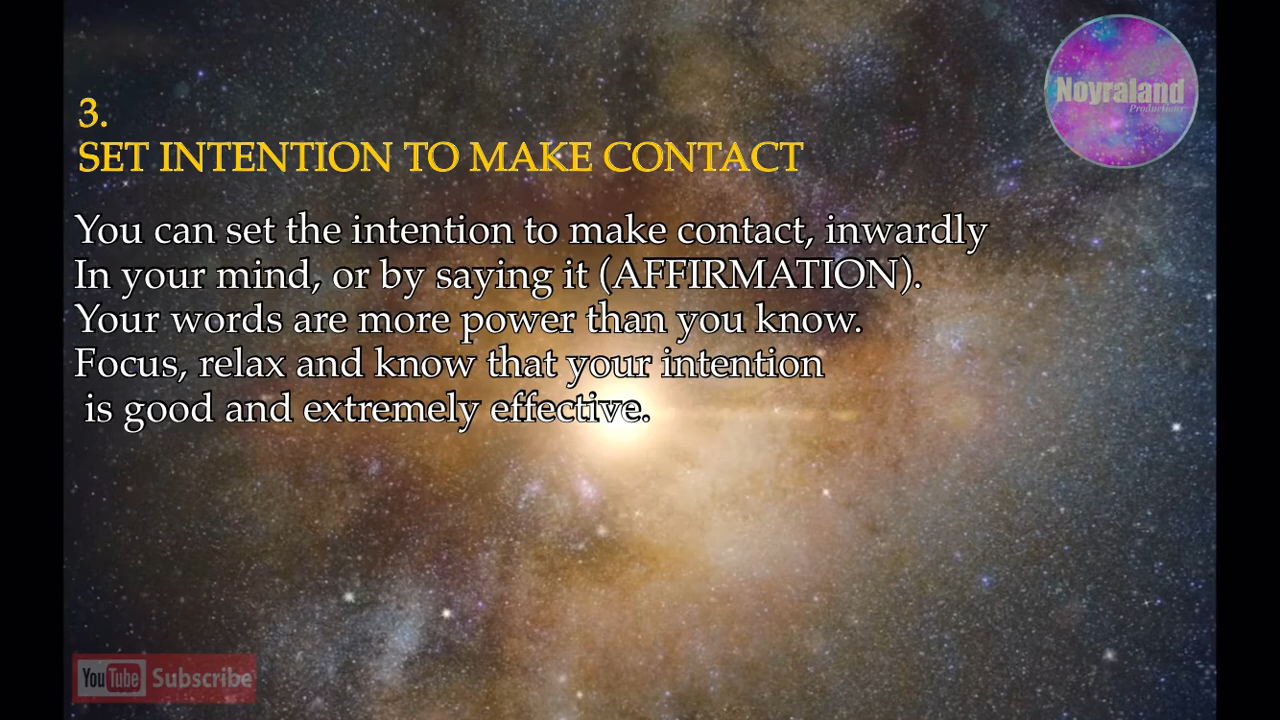 Noyraland
Productions
3.
SET INTENTION TO MAKE CONTACT
You can set the intention to make contact, inwardly
In your mind, or by saying it (AFFIRMATION).
Your words are more power than you know.
Focus, relax and know that your intention
is good and extremely effective.
YouTube Subscribe